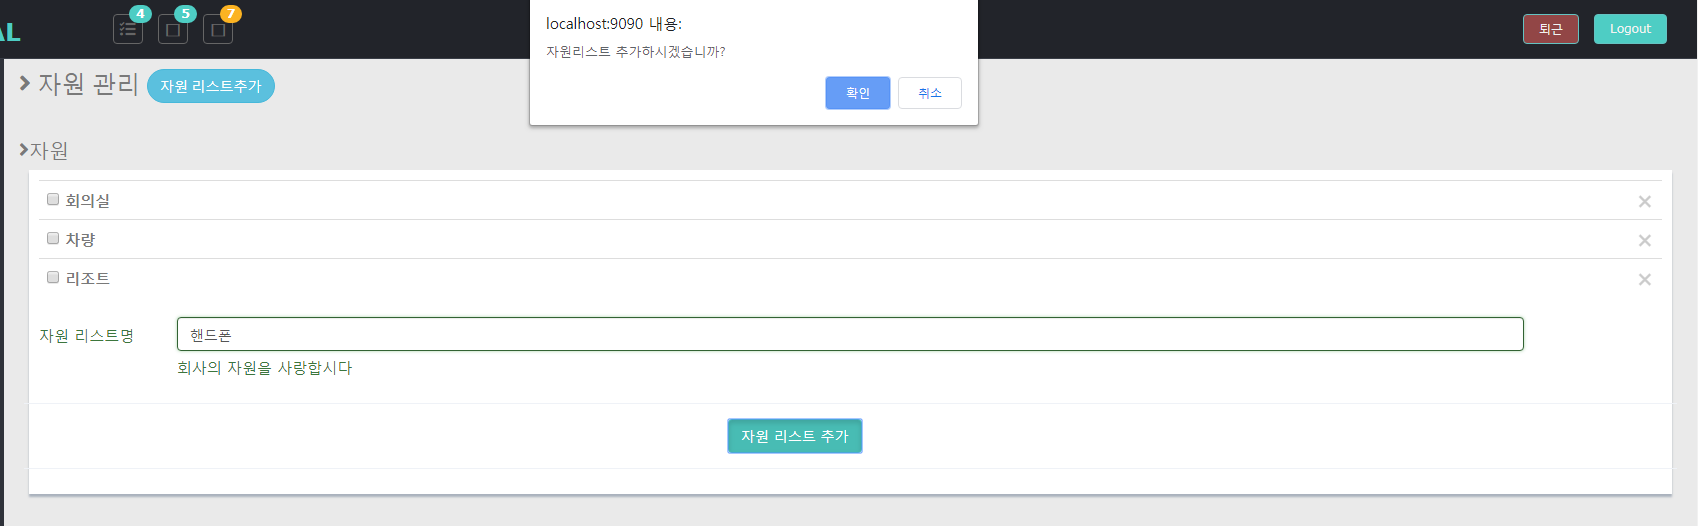 AL
4
5
7
localhost:9090 내용:
자원리스트 추가하시겠습니까?
확인
취소
퇴근
Logout
자원 관리
자원 리스트추가
자원
회의실
차량
리조트
자원 리스트명
핸드폰
회사의 자원을 사랑합시다
자원 리스트 추가